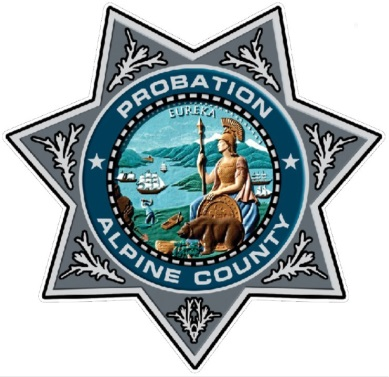 PROBATION
EUREKA
ALPINE COUNTY